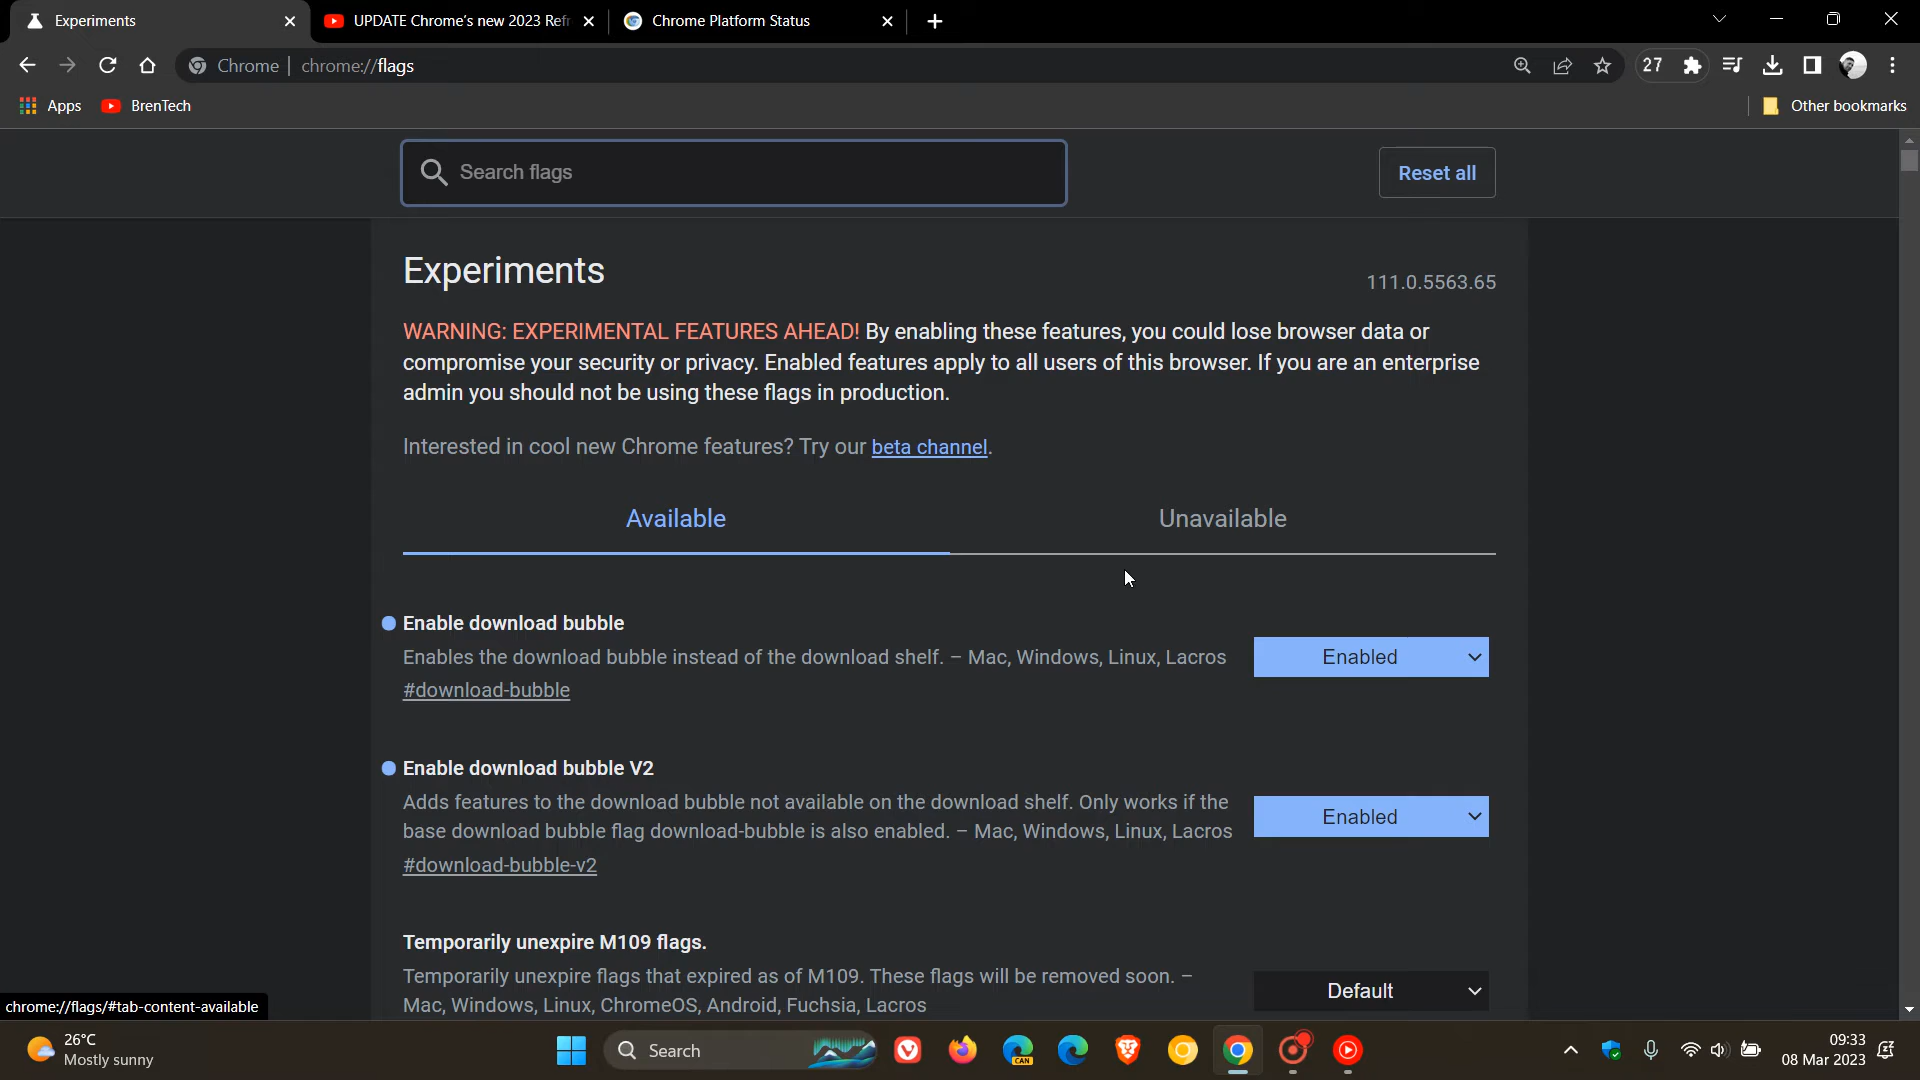 Experiments
UPDATE Chrome's new 2023 Ref
Chrome Platform Status
Chrome | chrome://flags
27
Apps
BrenTech
Other bookmarks
Search flags
Reset all
Experiments
111.0.5563.65
WARNING: EXPERIMENTAL FEATURES AHEAD! By enabling these features, you could lose browser data or
compromise your security or privacy. Enabled features apply to all users of this browser. If you are an enterprise
admin you should not be using these flags in production.
Interested in cool new Chrome features? Try our beta channel.
Available
Unavailable
Enable download bubble
Enables the download bubble instead of the download shelf. – Mac, Windows, Linux, Lacros
#download-bubble
Enabled
Enable download bubble V2
Adds features to the download bubble not available on the download shelf. Only works if the
base download bubble flag download-bubble is also enabled. – Mac, Windows, Linux, Lacros
#download-bubble-v2
Enabled
Temporarily unexpire M109 flags.
Temporarily unexpire flags that expired as of M109. These flags will be removed soon. –
Mac, Windows, Linux, ChromeOS, Android, Fuchsia, Lacros
Default
chrome://flags/#tab-content-available
26°C
Mostly sunny
Search
CAN
09:33
08 Mar 2023